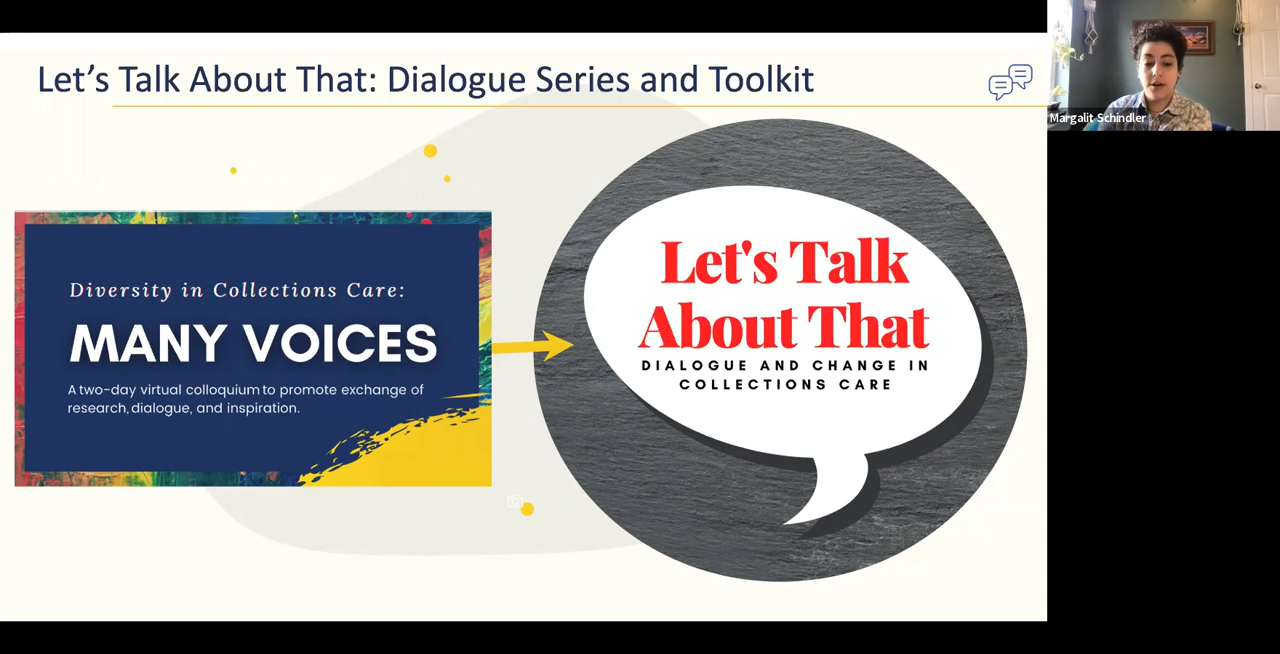 Let's Talk About That: Dialogue Series and Toolkit
Margalit Schindler
Diversity in Collections Care:
MANY VOICES
A two-day virtual colloquium to promote exchange of
research, dialogue, and inspiration.
Let's Talk
About That
DIALOGUE AND CHANGE IN
COLLECTIONS CARE